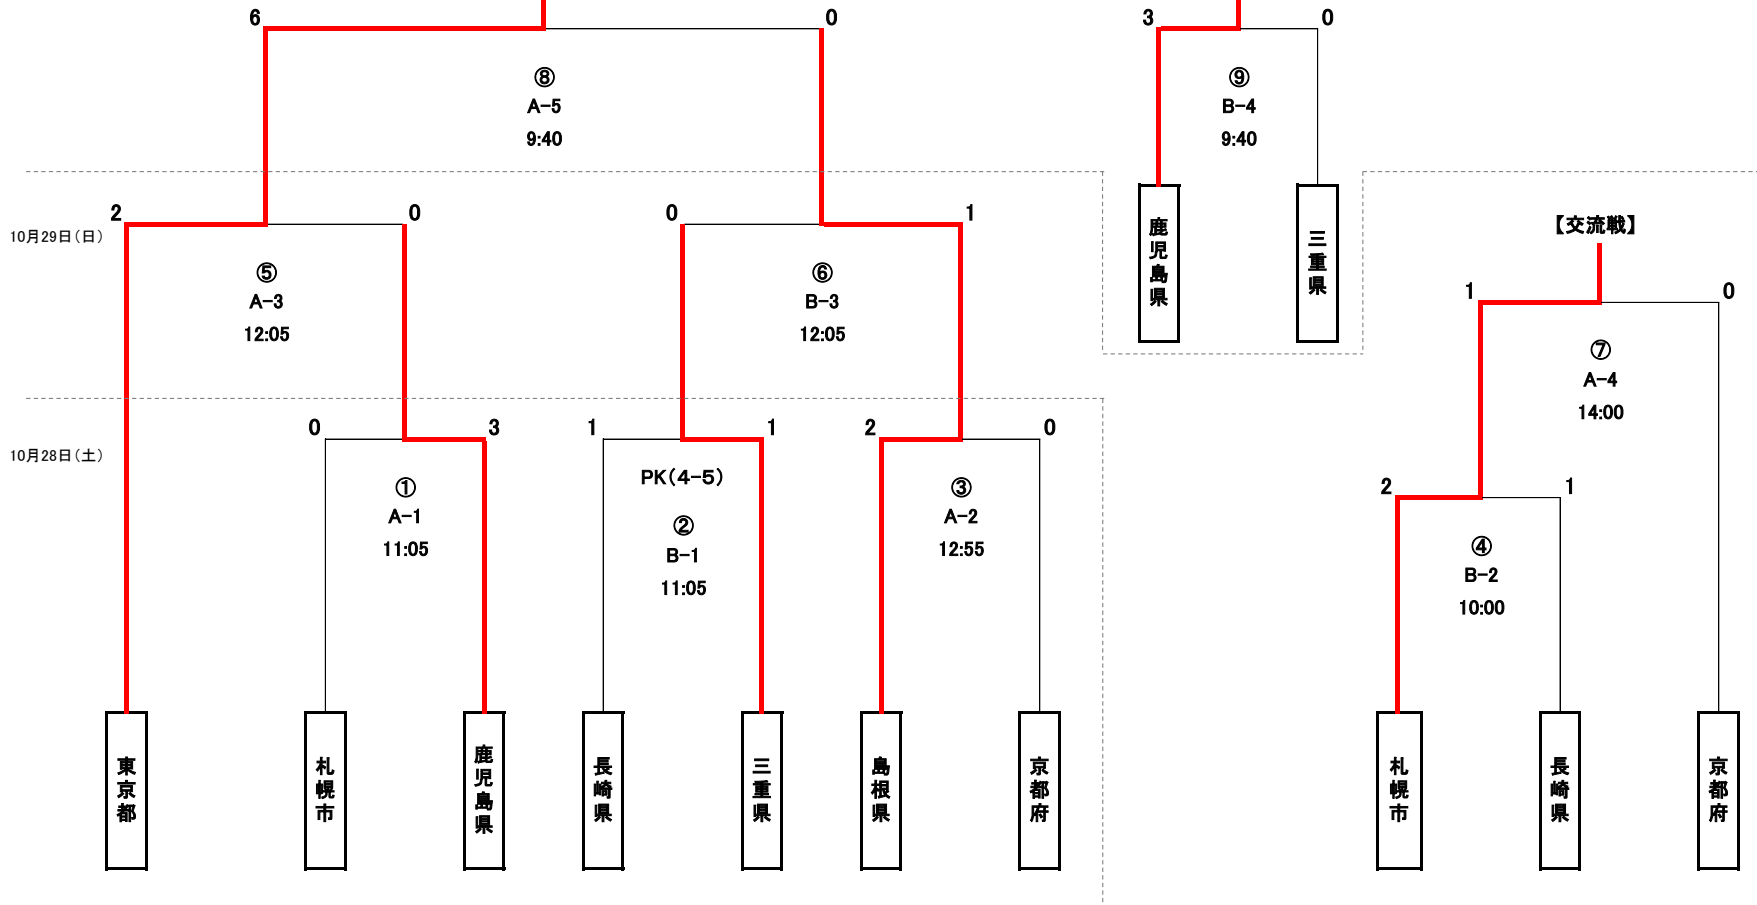 6 0 3 0
⑧ ⑨
A-5 B-4
9:40 9:40
2 0 0 1
10月29日(日)
鹿児島県
三重県
【交流戦】
⑤ ⑥
A-3 B-3
12:05 12:05
1 0
⑦
A-4
14:00
0 3 1 1 2 0
10月28日(土)
PK(4-5)
① ③
A-1 A-2
11:05 12:55
②
B-1
11:05
2 1
④
B-2
10:00
東京都
札幌市
鹿児島県
長崎県
三重県
島根県
京都府
札幌市
長崎県
京都府